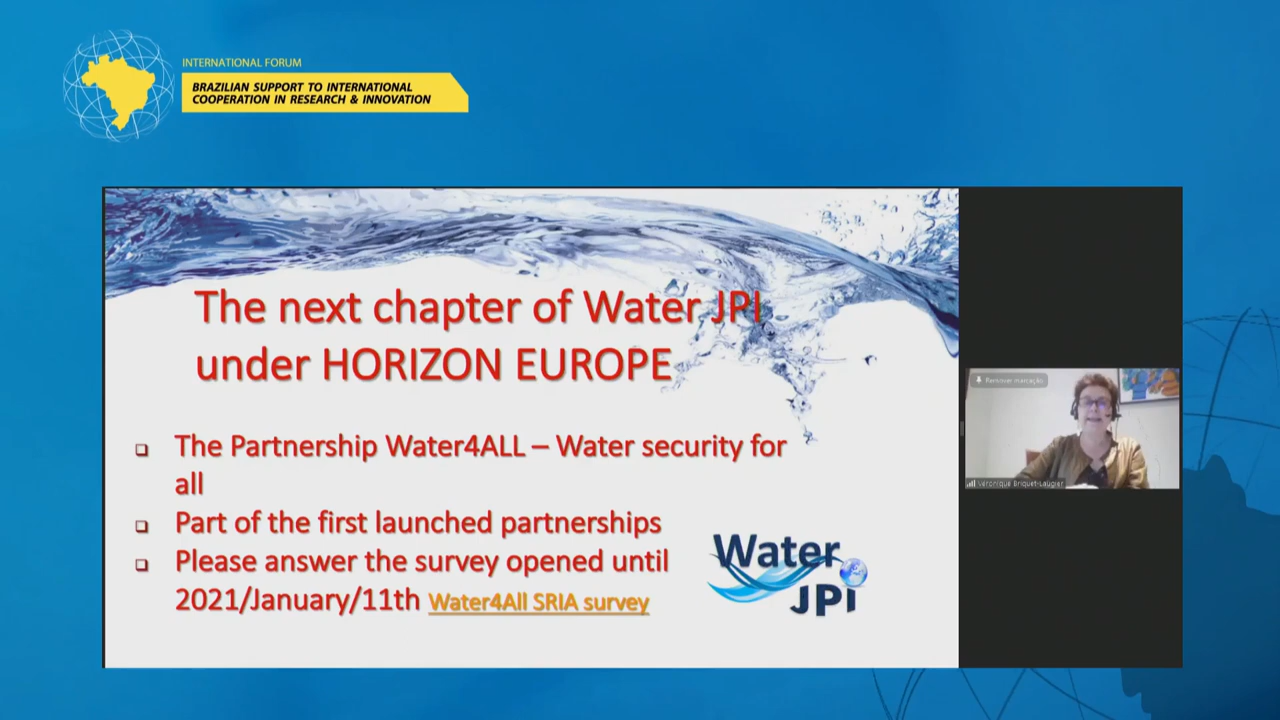 INTERNATIONAL FORUM
BRAZILIAN SUPPORT TO INTERNATIONAL
COOPERATION IN RESEARCH & INNOVATION
The next chapter of Water JPI
under HORIZON EUROPE
❑ The Partnership Water4ALL – Water security for
all
❑ Part of the first launched partnerships
❑ Please answer the survey opened until
2021/January/11th Water4All SRIA survey
Water
JPI
Remover marcação
Véronique Briquet-Laugier